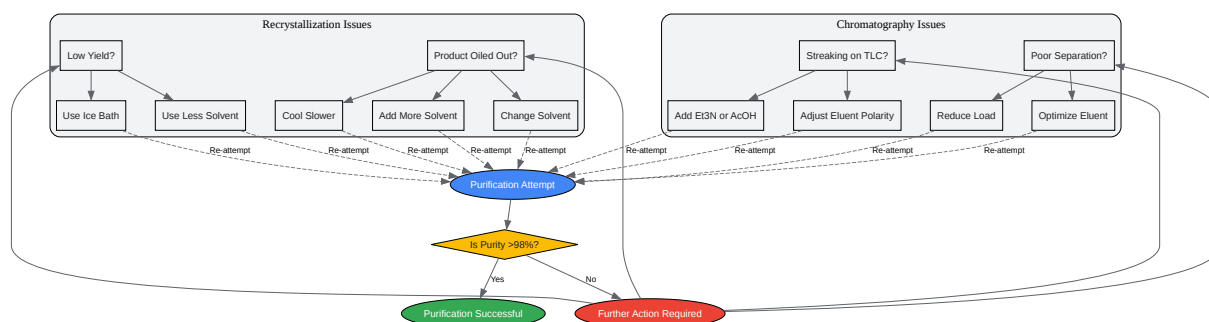 Recrystallization Issues
Chromatography Issues
Low Yield?
Product Oiled Out?
Streaking on TLC?
Poor Separation?
Use Ice Bath
Use Less Solvent
Cool Slower
Add More Solvent
Change Solvent
Add Et3N or AcOH
Adjust Eluent Polarity
Reduce Load
Optimize Eluent
Re-attempt
Re-attempt
Re-attempt
Re-attempt
Re-attempt
Re-attempt
Re-attempt
Re-attempt
Re-attempt
Purification Attempt
Is Purity >98%?
Yes
No
Purification Successful
Further Action Required